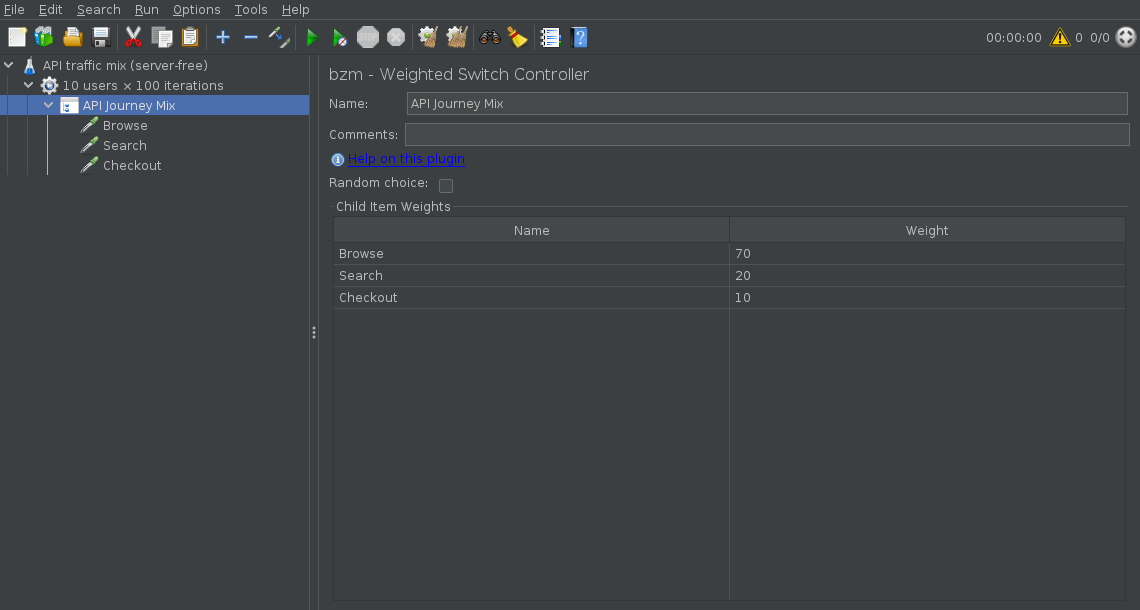 File Edit Search Run Options Tools Help
STOP 00:00:00 0 0/0
API traffic mix (server-free)
10 users × 100 iterations
API Journey Mix
Browse
Search
Checkout
bzm - Weighted Switch Controller
Name: API Journey Mix
Comments:
Help on this plugin
Random choice:
Child Item Weights
Name Weight
Browse 70
Search 20
Checkout 10